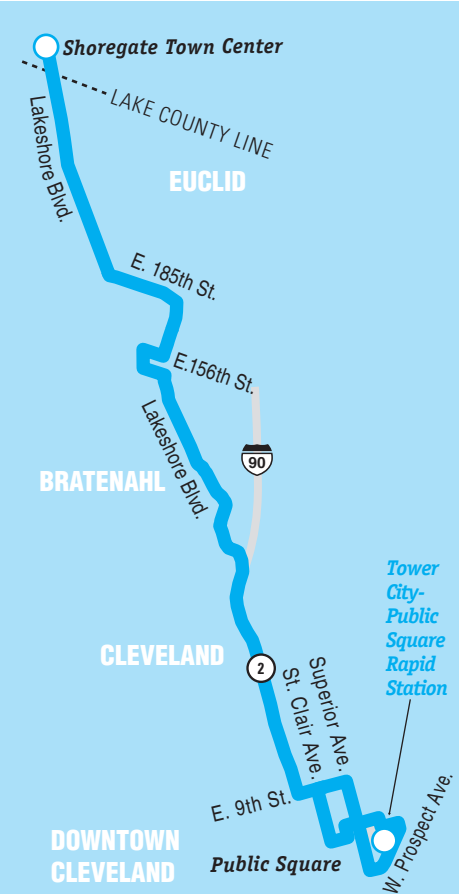 Shoregate Town Center
LAKE COUNTY LINE
Lakeshore Blvd.
EUCLID
E. 185th St.
E.156th St.
Lakeshore Blvd.
90
BRATENAHL
Tower
City-
Public
Square
Rapid
Station
CLEVELAND
2
Superior Ave.
St. Clair Ave.
E. 9th St.
W. Prospect Ave.
DOWNTOWN
CLEVELAND
Public Square